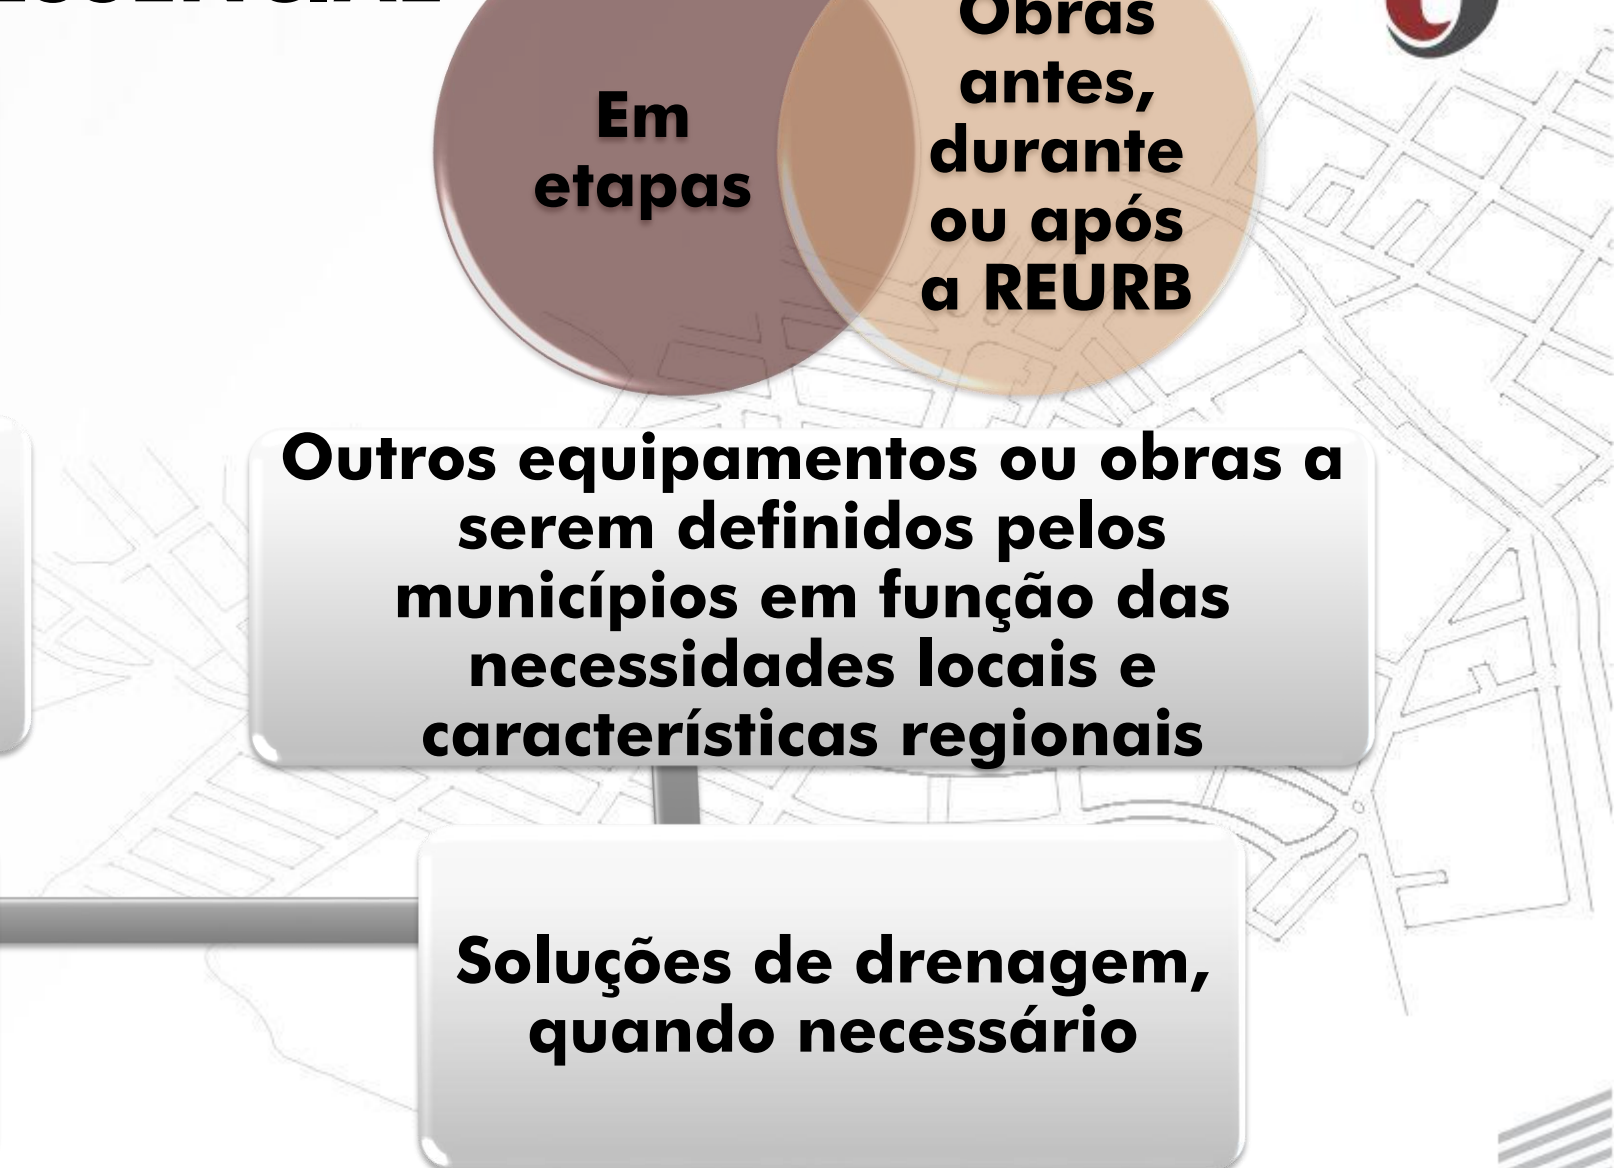 Em
etapas
Obras
antes,
durante
ou após
a REURB
Outros equipamentos ou obras a
serem definidos pelos
municípios em função das
necessidades locais e
características regionais
Soluções de drenagem,
quando necessário